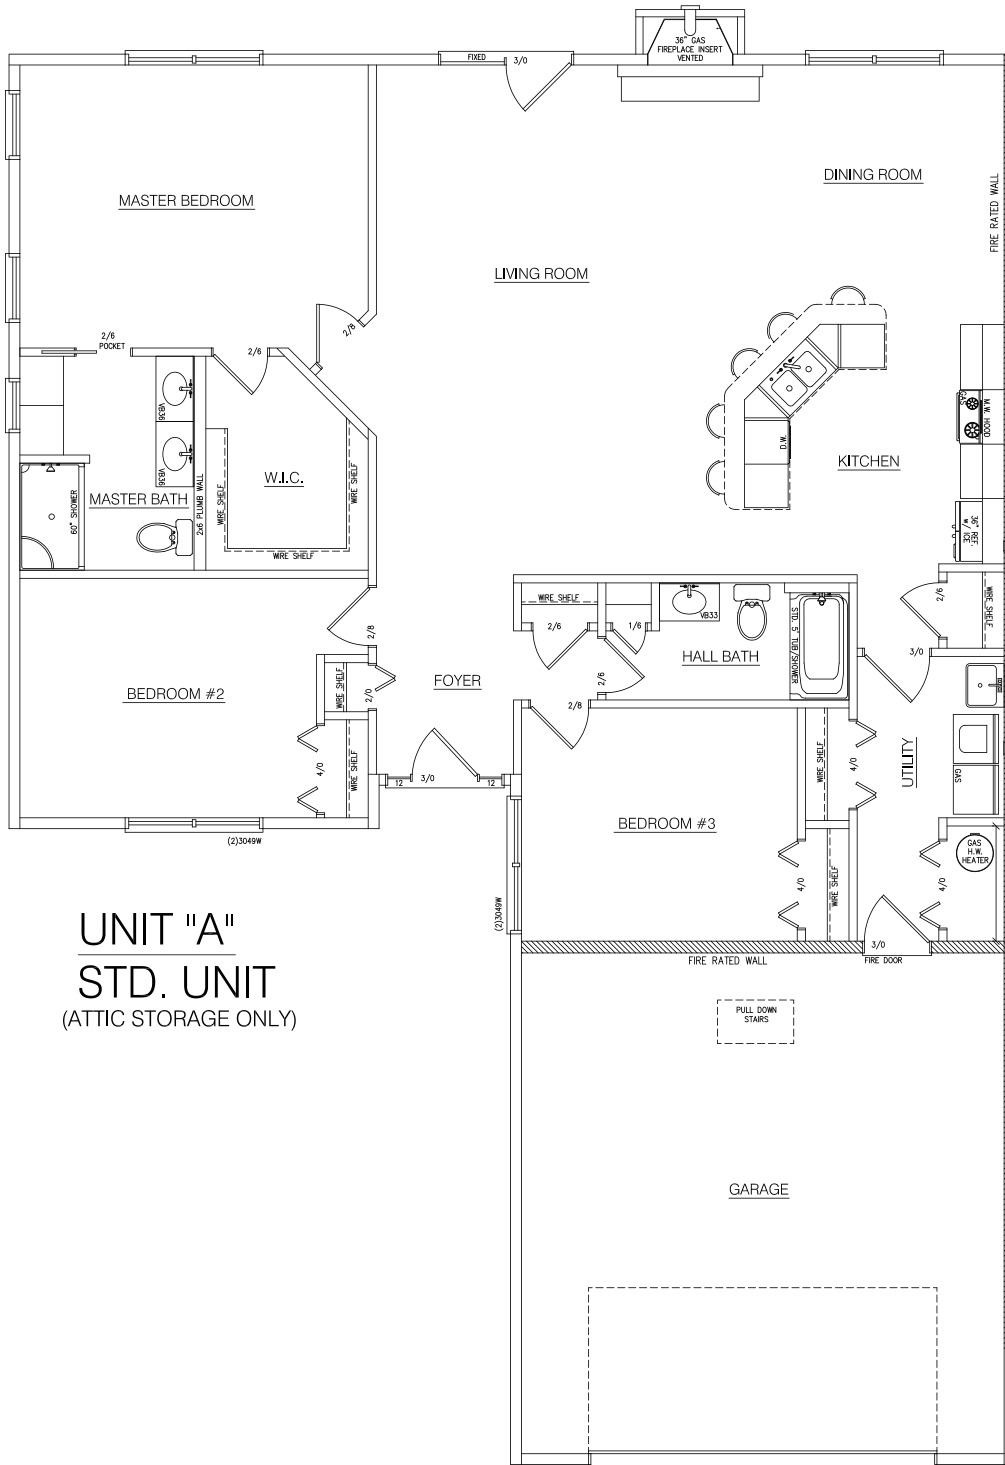 36" GAS
FIREPLACE INSERT
VENTED
FIXED
3/0
DINING ROOM
MASTER BEDROOM
FIRE RATED WALL
LIVING ROOM
2/8
2/6
POCKET
2/6
VB36
VB36
GAS
M.W. HOOD
D.W.
KITCHEN
W.I.C.
MASTER BATH
60" SHOWER
2x6 PLUMB WALL
WIRE SHELF
WIRE SHELF
WIRE SHELF
36" REF.
W/ ICE
2/8
WIRE SHELF
2/6
1/6
VB33
STD. 5'
TUB/SHOWER
2/6
WIRE SHELF
HALL BATH
3/0
FOYER
2/6
BEDROOM #2
WIRE SHELF
2/0
2/8
4/0
WIRE SHELF
WIRE SHELF
4/0
UTILITY
GAS
12
3/0
12
BEDROOM #3
(2)3049W
GAS
H.W.
HEATER
4/0
WIRE SHELF
4/0
(2)3049W
UNIT "A"
STD. UNIT
(ATTIC STORAGE ONLY)
3/0
FIRE RATED WALL
FIRE DOOR
PULL DOWN
STAIRS
GARAGE